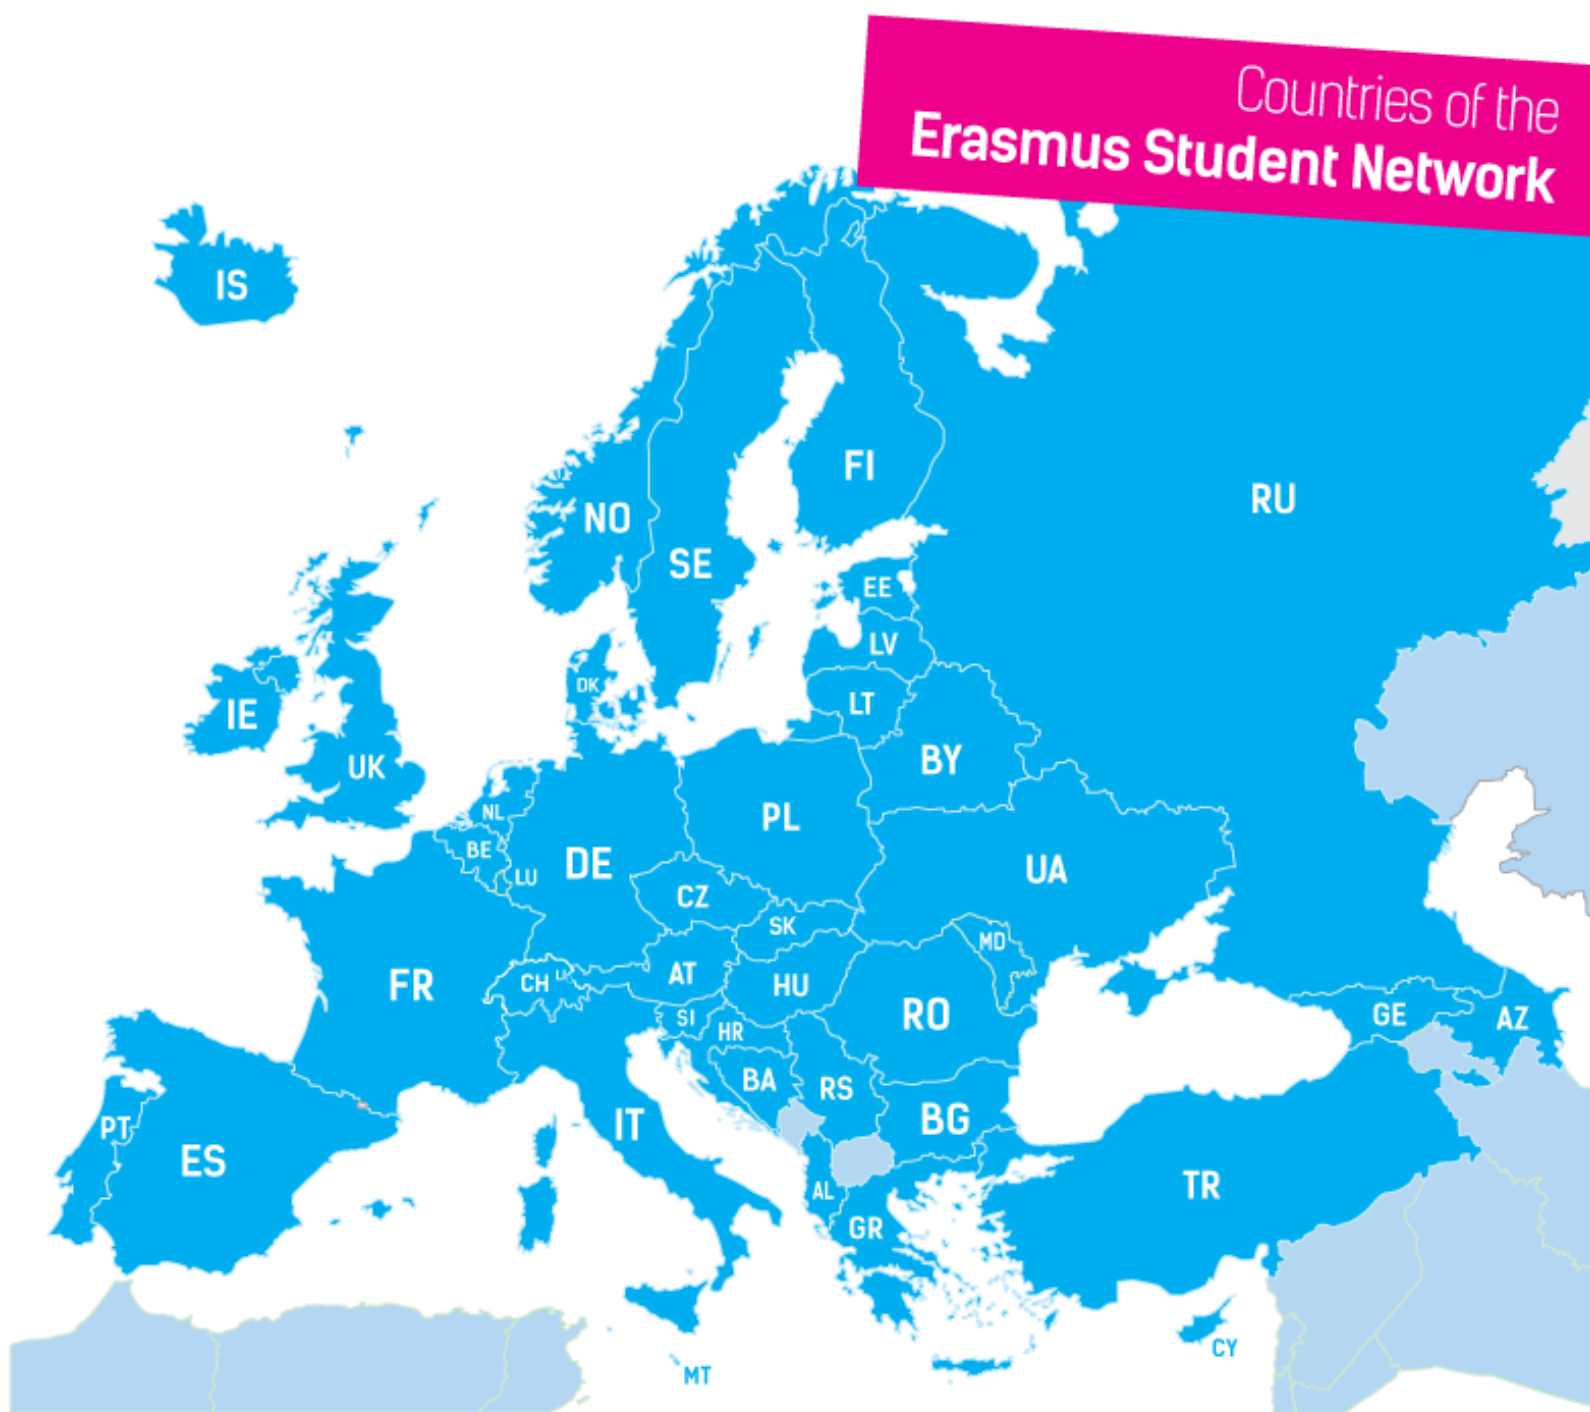 Countries of the
Erasmus Student Network
IS
FI
RU
NO
SE
EE
LV
DK
LT
IE
BY
UK
NL
PL
BE
DE
LU
UA
CZ
SK
MD
AT
CH
LI
HU
FR
RO
GE
AZ
SI
HR
BA
RS
BG
IT
PT
ES
TR
AL
GR
CY
MT